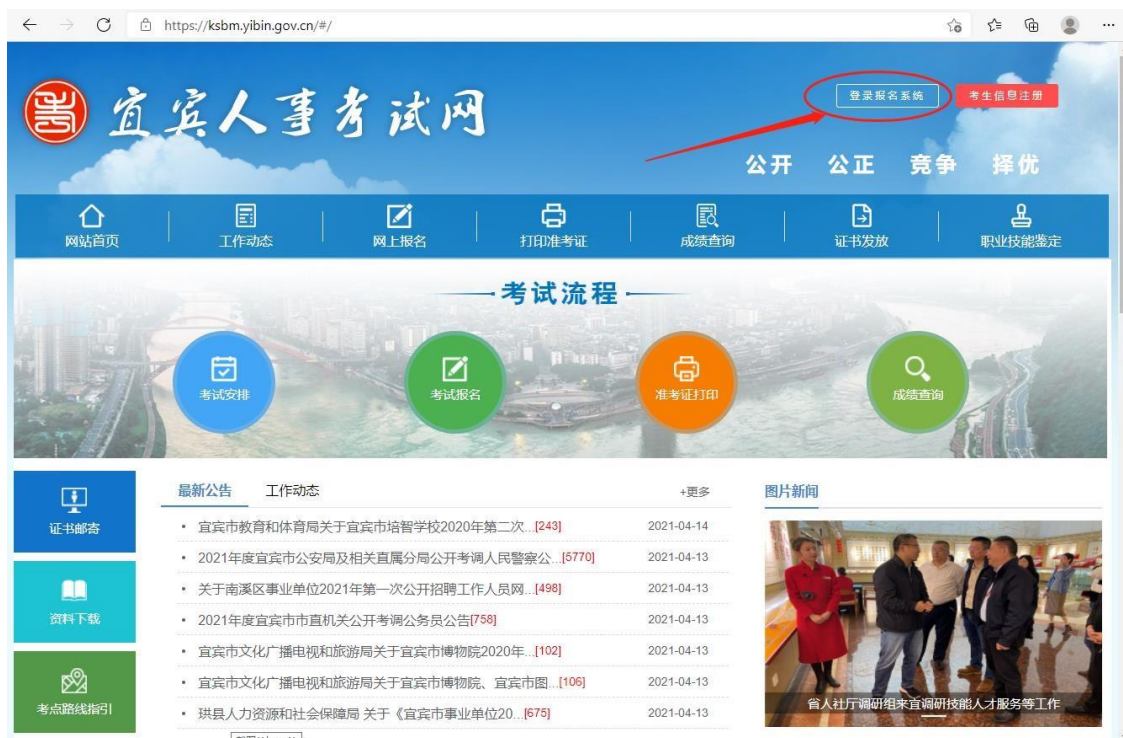 https://ksbm.yibin.gov.cn/#/
宜宾人事考试网
登录报名系统
考生信息注册
公开 公正 竞争 择优
网站首页 工作动态 网上报名 打印准考证 成绩查询 证书发放 职业技能鉴定
考试流程
考试安排 考试报名 准考证打印 成绩查询
证书邮寄
资料下载
考点路线指引
最新公告 工作动态 +更多
• 宜宾市教育和体育局关于宜宾市培智学校2020年第二次...[243] 2021-04-14
• 2021年度宜宾市公安局及相关直属分局公开考调人民警察公...[5770] 2021-04-13
• 关于南溪区事业单位2021年第一次公开招聘工作人员网...[498] 2021-04-13
• 2021年度宜宾市市直机关公开考调公务员公告[758] 2021-04-13
• 宜宾市文化广播电视和旅游局关于宜宾市博物院2020年...[102] 2021-04-13
• 宜宾市文化广播电视和旅游局关于宜宾市博物院、宜宾市图...[106] 2021-04-13
• 珙县人力资源和社会保障局 关于《宜宾市事业单位20...[675] 2021-04-13
图片新闻
省人社厅调研组来宜调研技能人才服务等工作